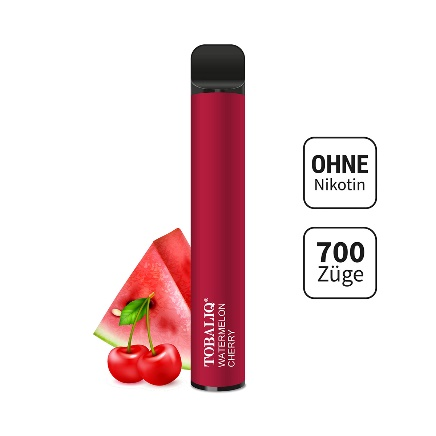 TOBALIQ®
WATERMELON
CHERRY
OHNE
Nikotin
700
Züge